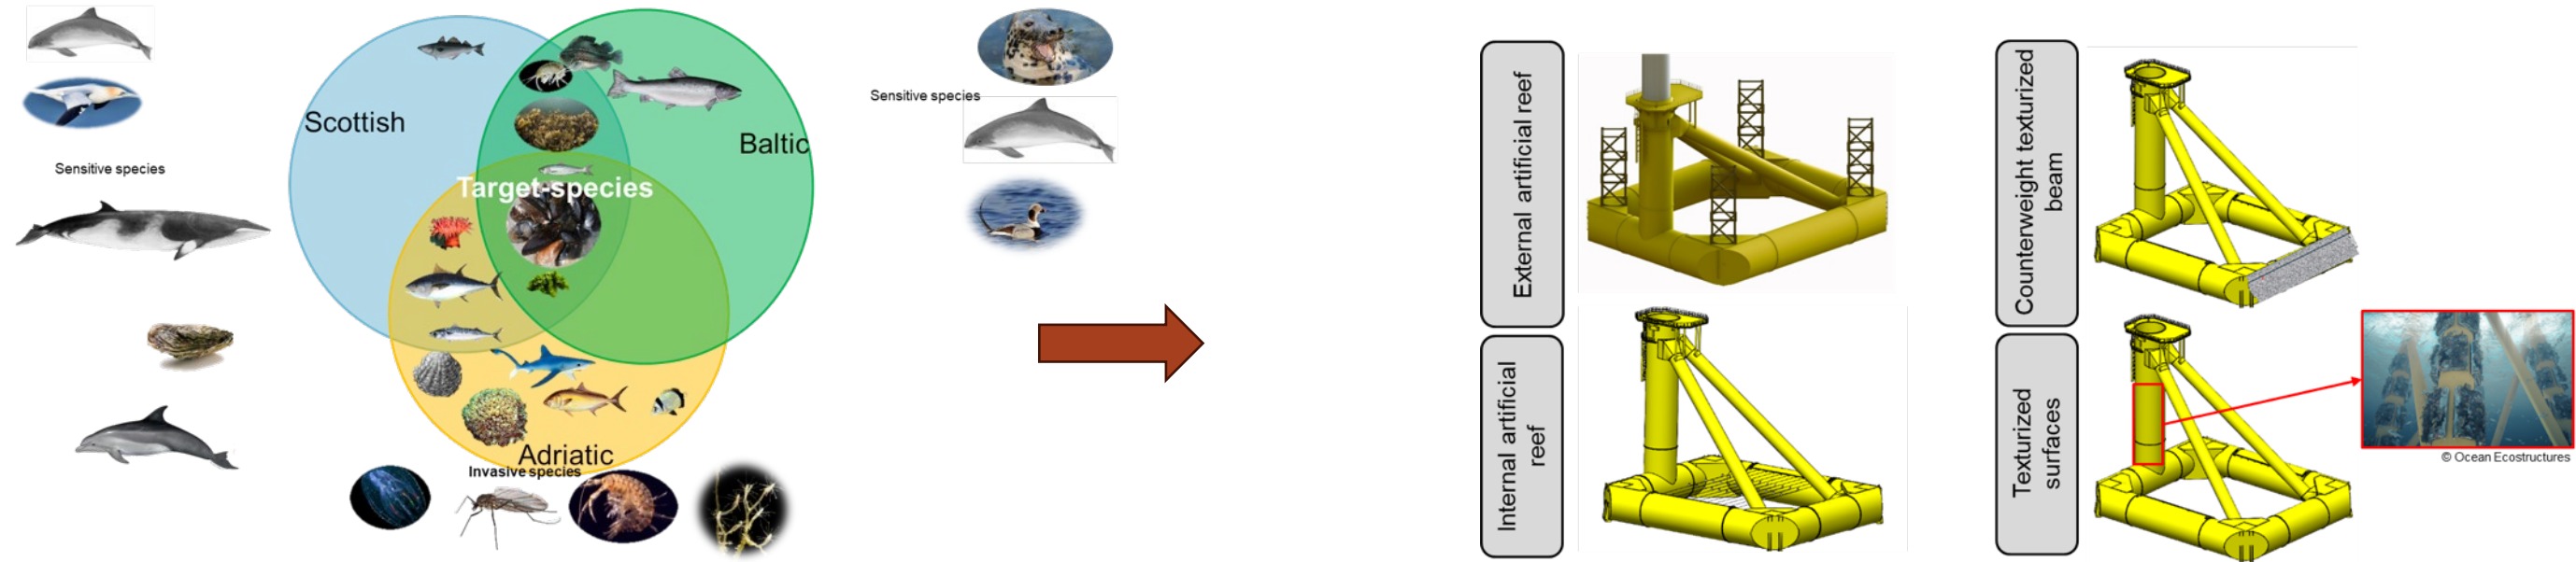 Scottish
Baltic
Target-species
Sensitive species
Sensitive species
Adriatic
Invasive species
External artificial reef
Internal artificial
reef
Counterweight texturized
beam
Texturized
surfaces
© Ocean Ecostructures